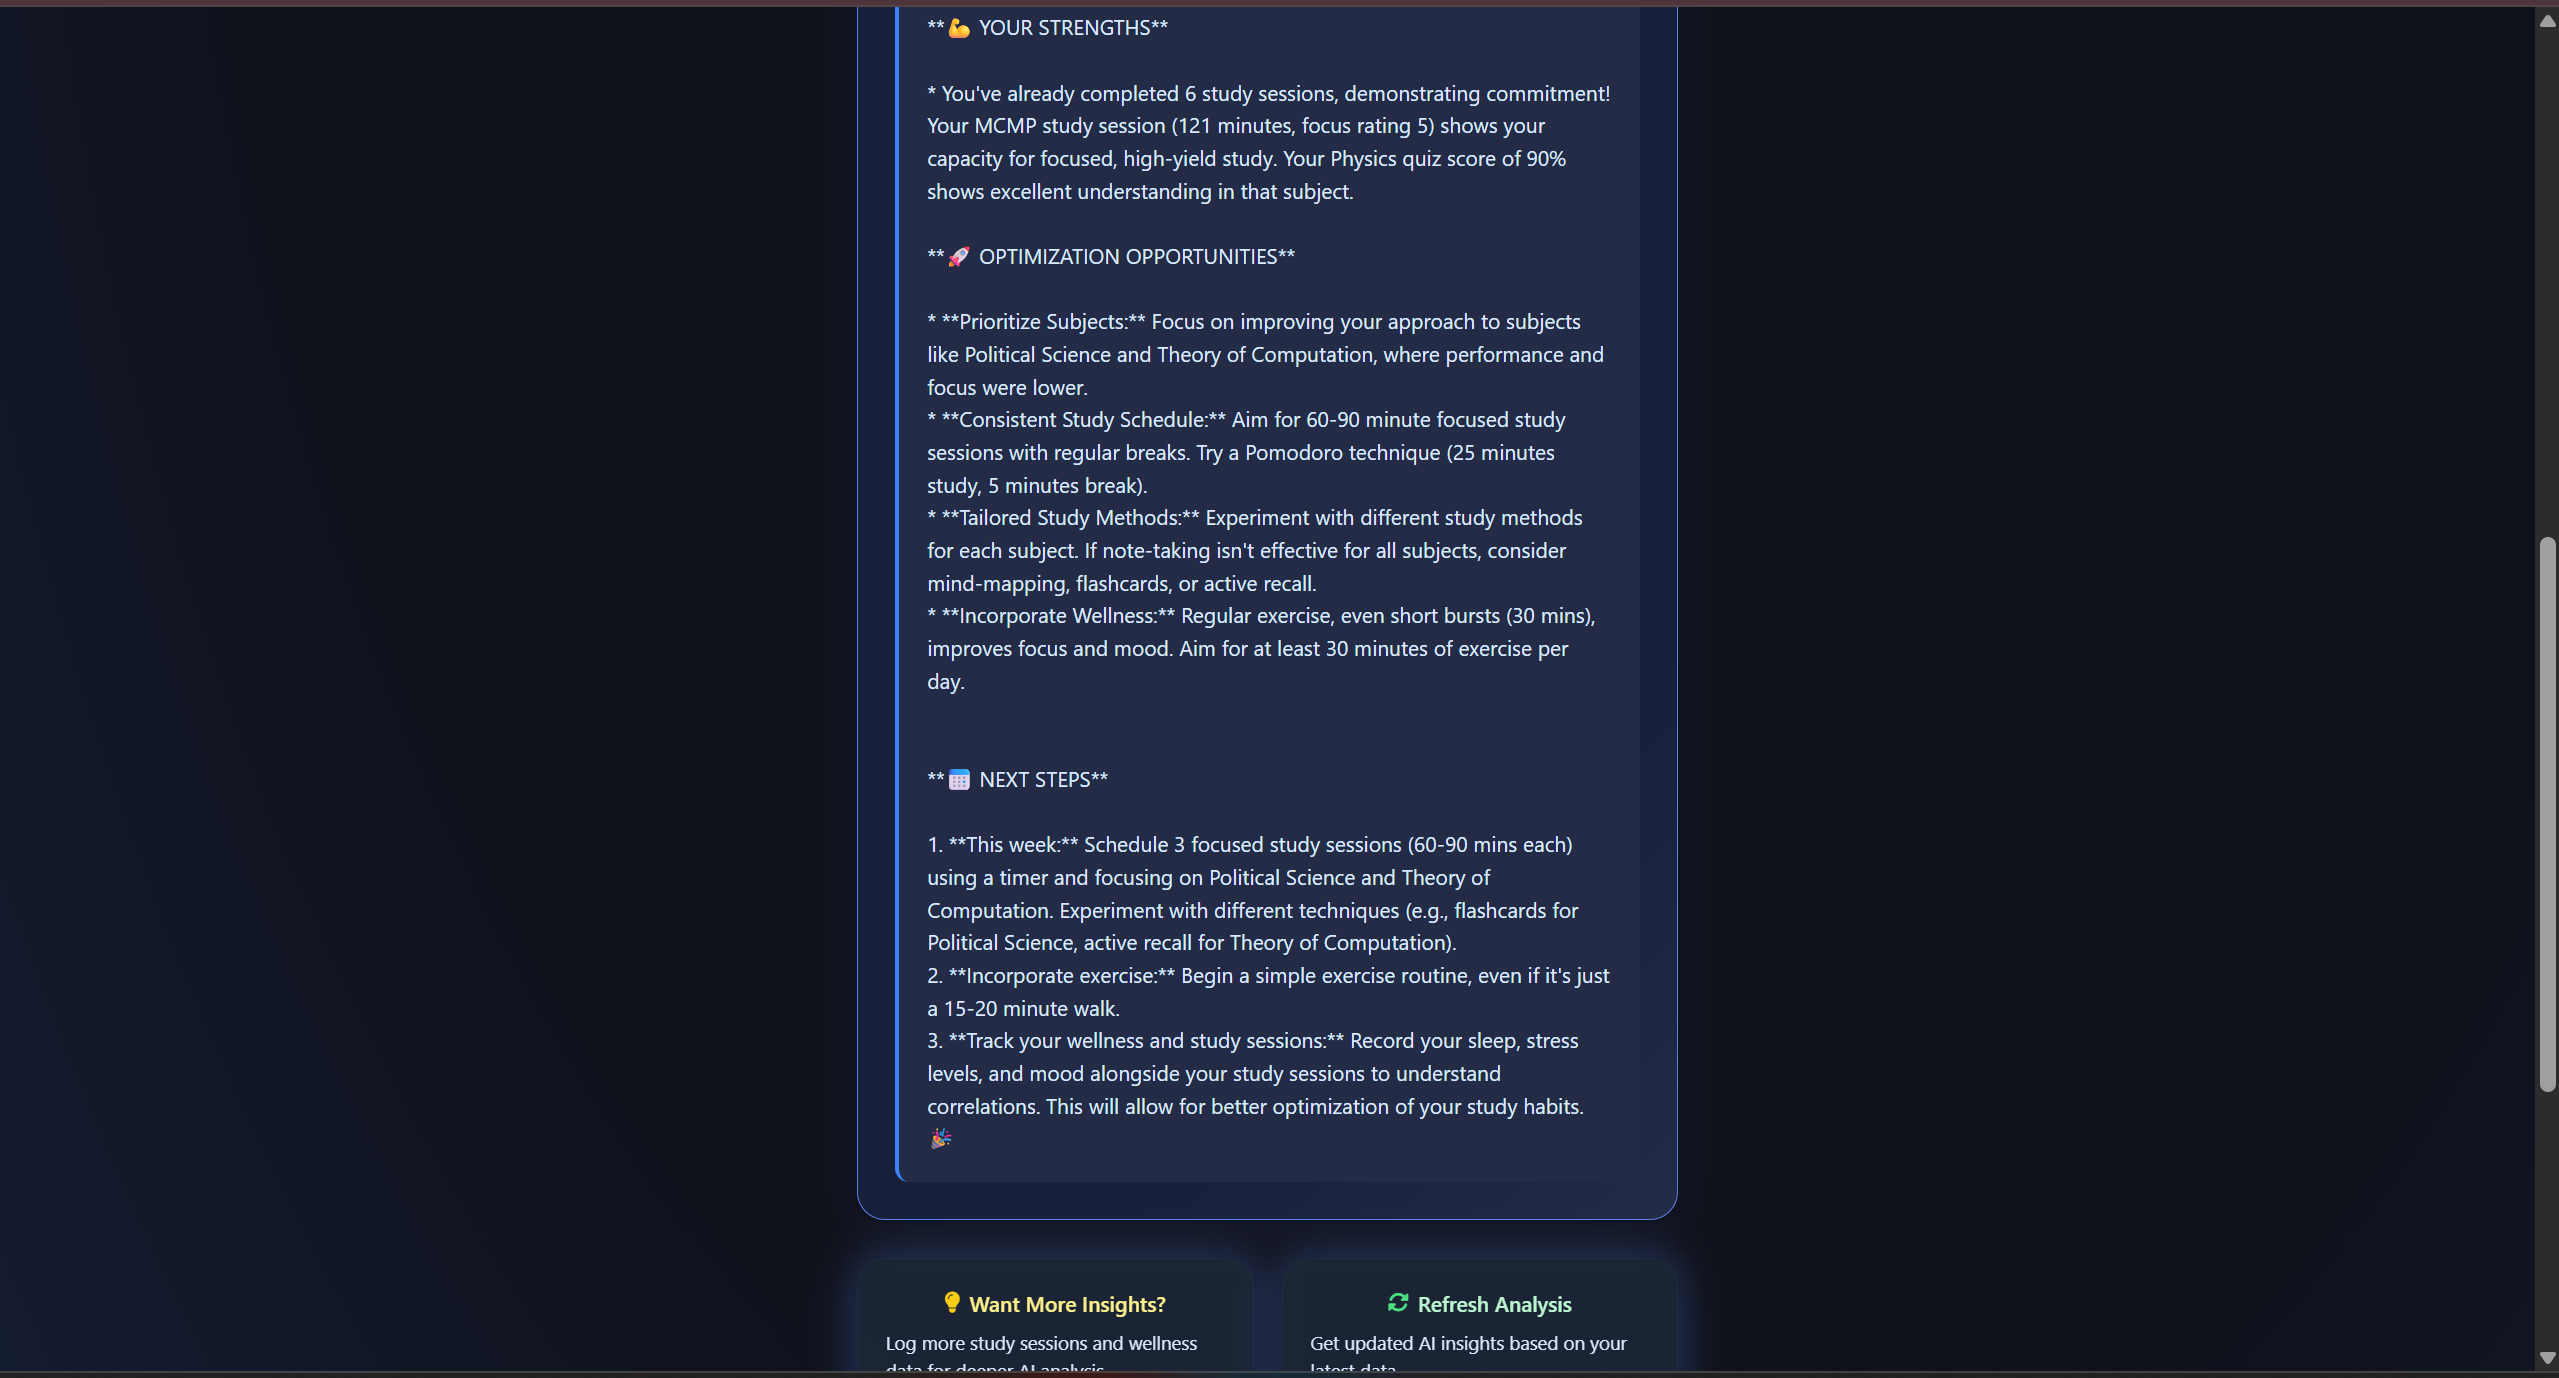 **💪 YOUR STRENGTHS**
* You've already completed 6 study sessions, demonstrating commitment!
Your MCMP study session (121 minutes, focus rating 5) shows your
capacity for focused, high-yield study. Your Physics quiz score of 90%
shows excellent understanding in that subject.
**🚀 OPTIMIZATION OPPORTUNITIES**
* **Prioritize Subjects:** Focus on improving your approach to subjects
like Political Science and Theory of Computation, where performance and
focus were lower.
* **Consistent Study Schedule:** Aim for 60-90 minute focused study
sessions with regular breaks. Try a Pomodoro technique (25 minutes
study, 5 minutes break).
* **Tailored Study Methods:** Experiment with different study methods
for each subject. If note-taking isn't effective for all subjects, consider
mind-mapping, flashcards, or active recall.
* **Incorporate Wellness:** Regular exercise, even short bursts (30 mins),
improves focus and mood. Aim for at least 30 minutes of exercise per
day.
**🗓️ NEXT STEPS**
1. **This week:** Schedule 3 focused study sessions (60-90 mins each)
using a timer and focusing on Political Science and Theory of
Computation. Experiment with different techniques (e.g., flashcards for
Political Science, active recall for Theory of Computation).
2. **Incorporate exercise:** Begin a simple exercise routine, even if it's just
a 15-20 minute walk.
3. **Track your wellness and study sessions:** Record your sleep, stress
levels, and mood alongside your study sessions to understand
correlations. This will allow for better optimization of your study habits.
🎉
💡 Want More Insights?
Log more study sessions and wellness
data for deeper AI analysis
Refresh Analysis
Get updated AI insights based on your
latest data